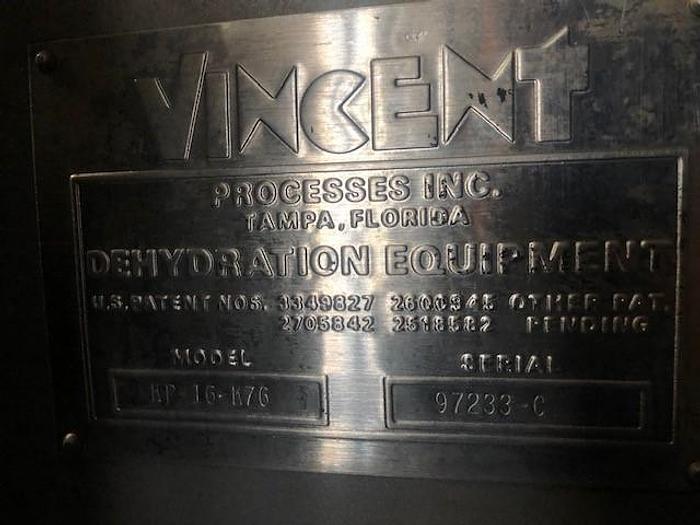 VINCENT
PROCESSES INC.
TAMPA, FLORIDA
DEHYDRATION EQUIPMENT
U.S. PATENT NOS. 3349827 2600945 OTHER PAT.
2705842 2518582 PENDING
MODEL SERIAL
97233-C